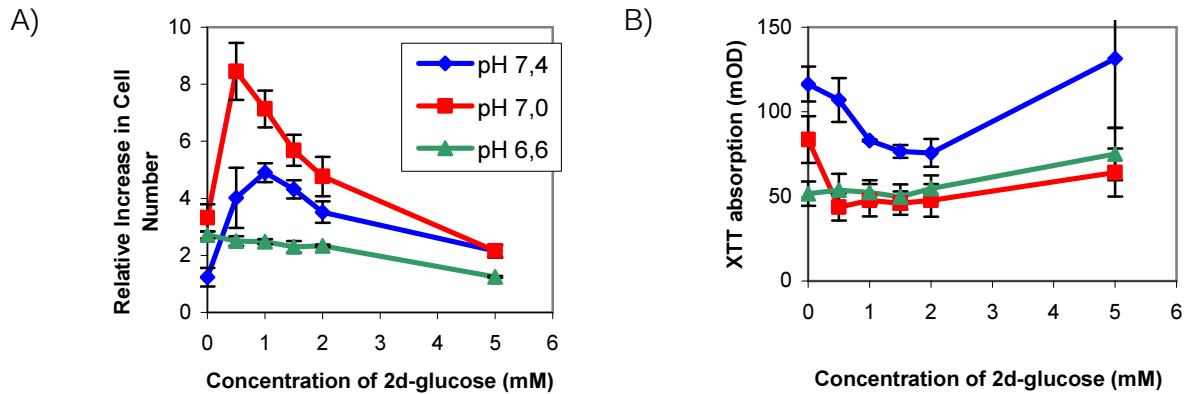 A)
10
8
6
4
2
0
0 1 2 3 4 5 6
Relative Increase in Cell
Number
Concentration of 2d-glucose (mM)
pH 7,4
pH 7,0
pH 6,6
B)
150
100
50
0
0 1 2 3 4 5 6
XTT absorption (mOD)
Concentration of 2d-glucose (mM)